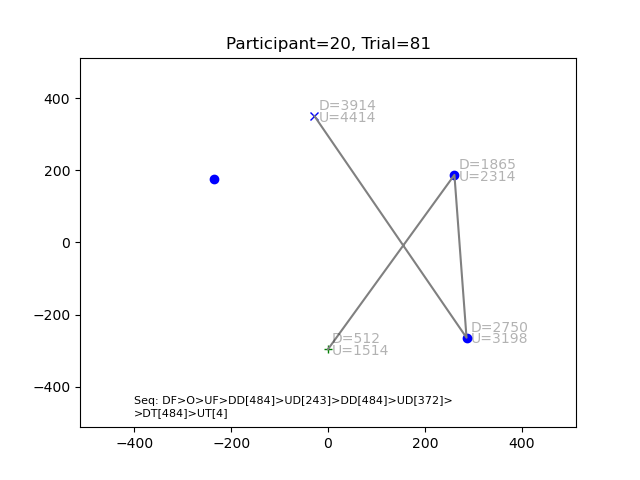 Participant=20, Trial=81
400
200
0
−200
−400
−400
−200
0
200
400
D=3914
U=4414
D=1865
U=2314
D=2750
U=3198
D=512
U=1514
Seq: DF>O>UF>DD[484]>UD[243]>DD[484]>UD[372]>
>DT[484]>UT[4]